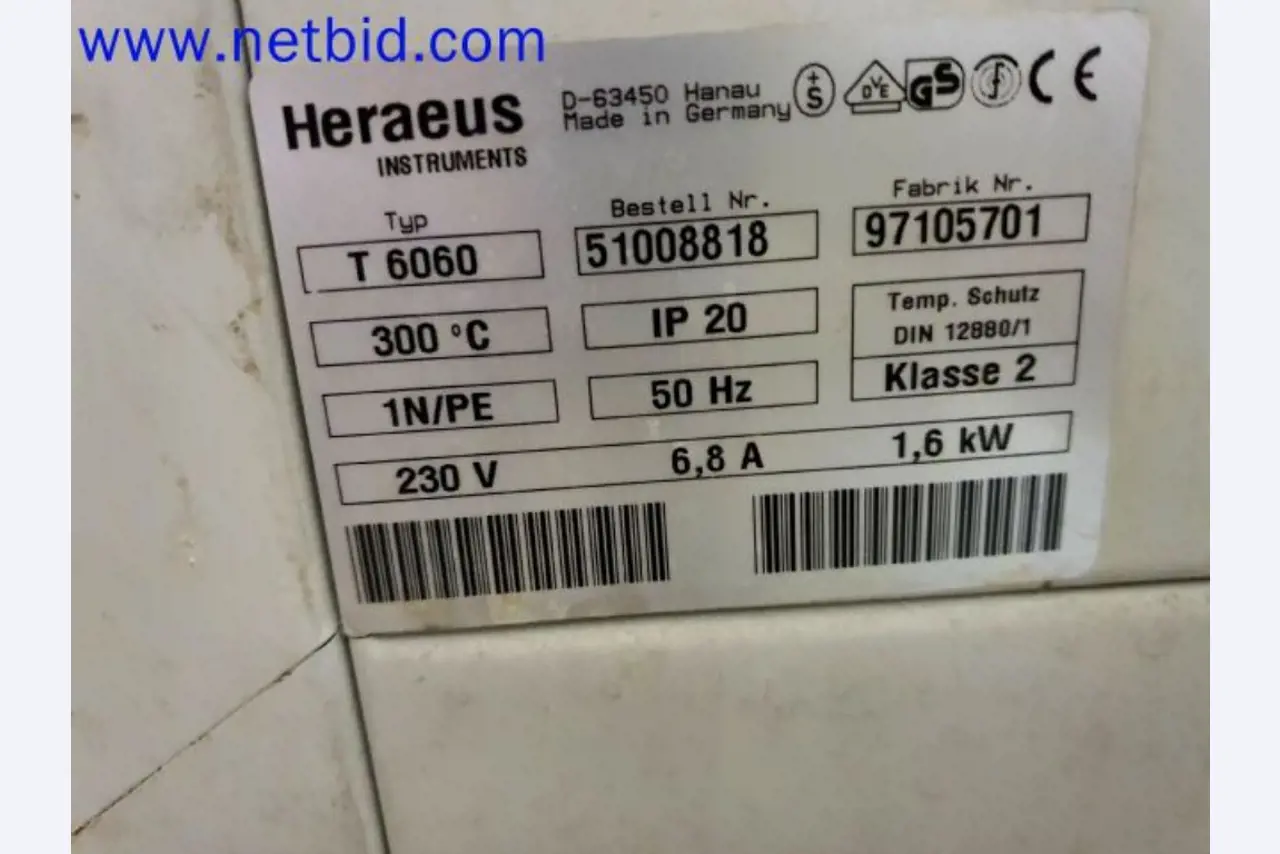 www.netbid.com
Heraeus
INSTRUMENTS
D-63450 Hanau
Made in Germany
+
S
DVE
GS
CE
Typ
T 6060
Bestell Nr.
51008818
Fabrik Nr.
97105701
300 °C
IP 20
Temp. Schutz
DIN 12880/1
Klasse 2
1N/PE
50 Hz
230 V 6,8 A 1,6 kW